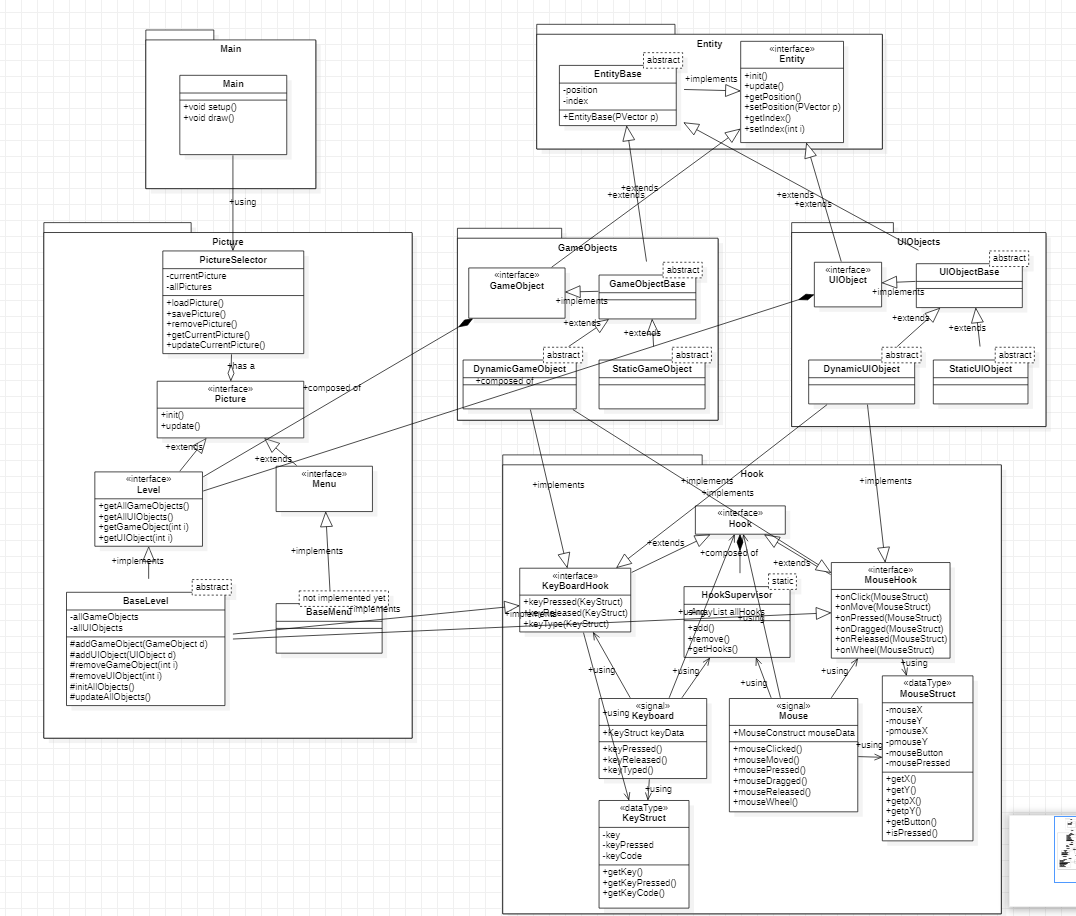 Main
Main
+void setup()
+void draw()
+using
Entity
abstract
EntityBase
-position
-index
+EntityBase(PVector p)
+implements
«interface»
Entity
+init()
+update()
+getPosition()
+setPosition(PVector p)
+getIndex()
+setIndex(int i)
+extends
+extends
+extends
+extends
Picture
PictureSelector
-currentPicture
-allPictures
+loadPicture()
+savePicture()
+removePicture()
+getCurrentPicture()
+updateCurrentPicture()
+has a
«interface»
Picture
+init()
+update()
+extends
+extends
+composed of
«interface»
Level
+getAllGameObjects()
+getAllUIObjects()
+getGameObject(int i)
+getUIObject(int i)
«interface»
Menu
+implements
+implements
abstract
BaseLevel
-allGameObjects
-allUIObjects
#addGameObject(GameObject d)
#addUIObject(UIObject d)
#removeGameObject(int i)
#removeUIObject(int i)
#initAllObjects()
#updateAllObjects()
not implemented yet
BaseMenu
+implements
GameObjects
«interface»
GameObject
abstract
GameObjectBase
+implements
+extends
+extends
abstract
DynamicGameObject
+composed of
abstract
StaticGameObject
UIObjects
«interface»
UIObject
abstract
UIObjectBase
+implements
+extends
+extends
abstract
DynamicUIObject
abstract
StaticUIObject
Hook
+implements
+implements
+implements
+implements
«interface»
Hook
+extends
+composed of
+extends
«interface»
KeyBoardHook
+keyPressed(KeyStruct)
+keyReleased(KeyStruct)
+keyType(KeyStruct)
+implements
static
HookSupervisor
+ArrayList allHooks
+using
+using
+add()
+remove()
+getHooks()
«interface»
MouseHook
+onClick(MouseStruct)
+onMove(MouseStruct)
+onPressed(MouseStruct)
+onDragged(MouseStruct)
+onReleased(MouseStruct)
+onWheel(MouseStruct)
+using
+using
+using
+using
+using
«signal»
Keyboard
+using
+KeyStruct keyData
+keyPressed()
+keyReleased()
+keyTyped()
+using
«signal»
Mouse
+MouseConstruct mouseData
+mouseClicked()
+mouseMoved()
+mousePressed()
+mouseDragged()
+mouseReleased()
+mouseWheel()
+using
«dataType»
MouseStruct
-mouseX
-mouseY
-pmouseX
-pmouseY
-mouseButton
-mousePressed
+getX()
+getY()
+getpX()
+getpY()
+getButton()
+isPressed()
«dataType»
KeyStruct
-key
-keyPressed
-keyCode
+getKey()
+getKeyPressed()
+getKeyCode()